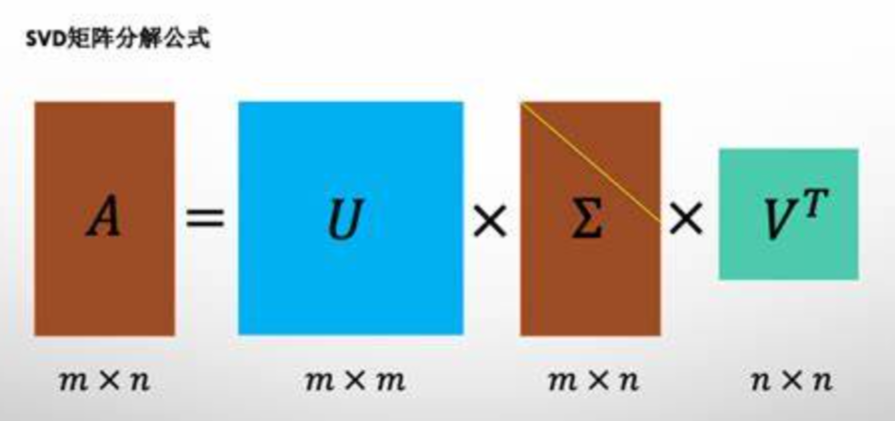 SVD矩阵分解公式
A = U × Σ × V^T
m × n m × m m × n n × n